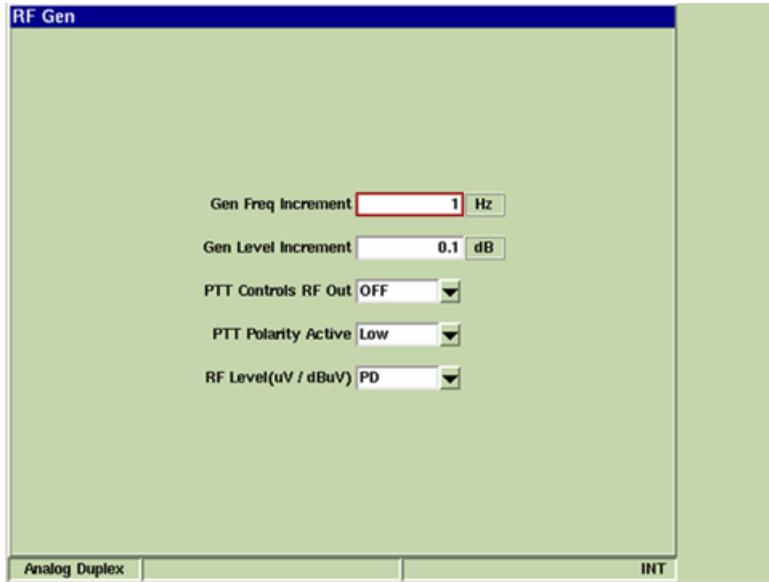 RF Gen
Gen Freq Increment 1 Hz
Gen Level Increment 0.1 dB
PTT Controls RF Out OFF
PTT Polarity Active Low
RF Level(uV / dBuV) PD
Analog Duplex INT